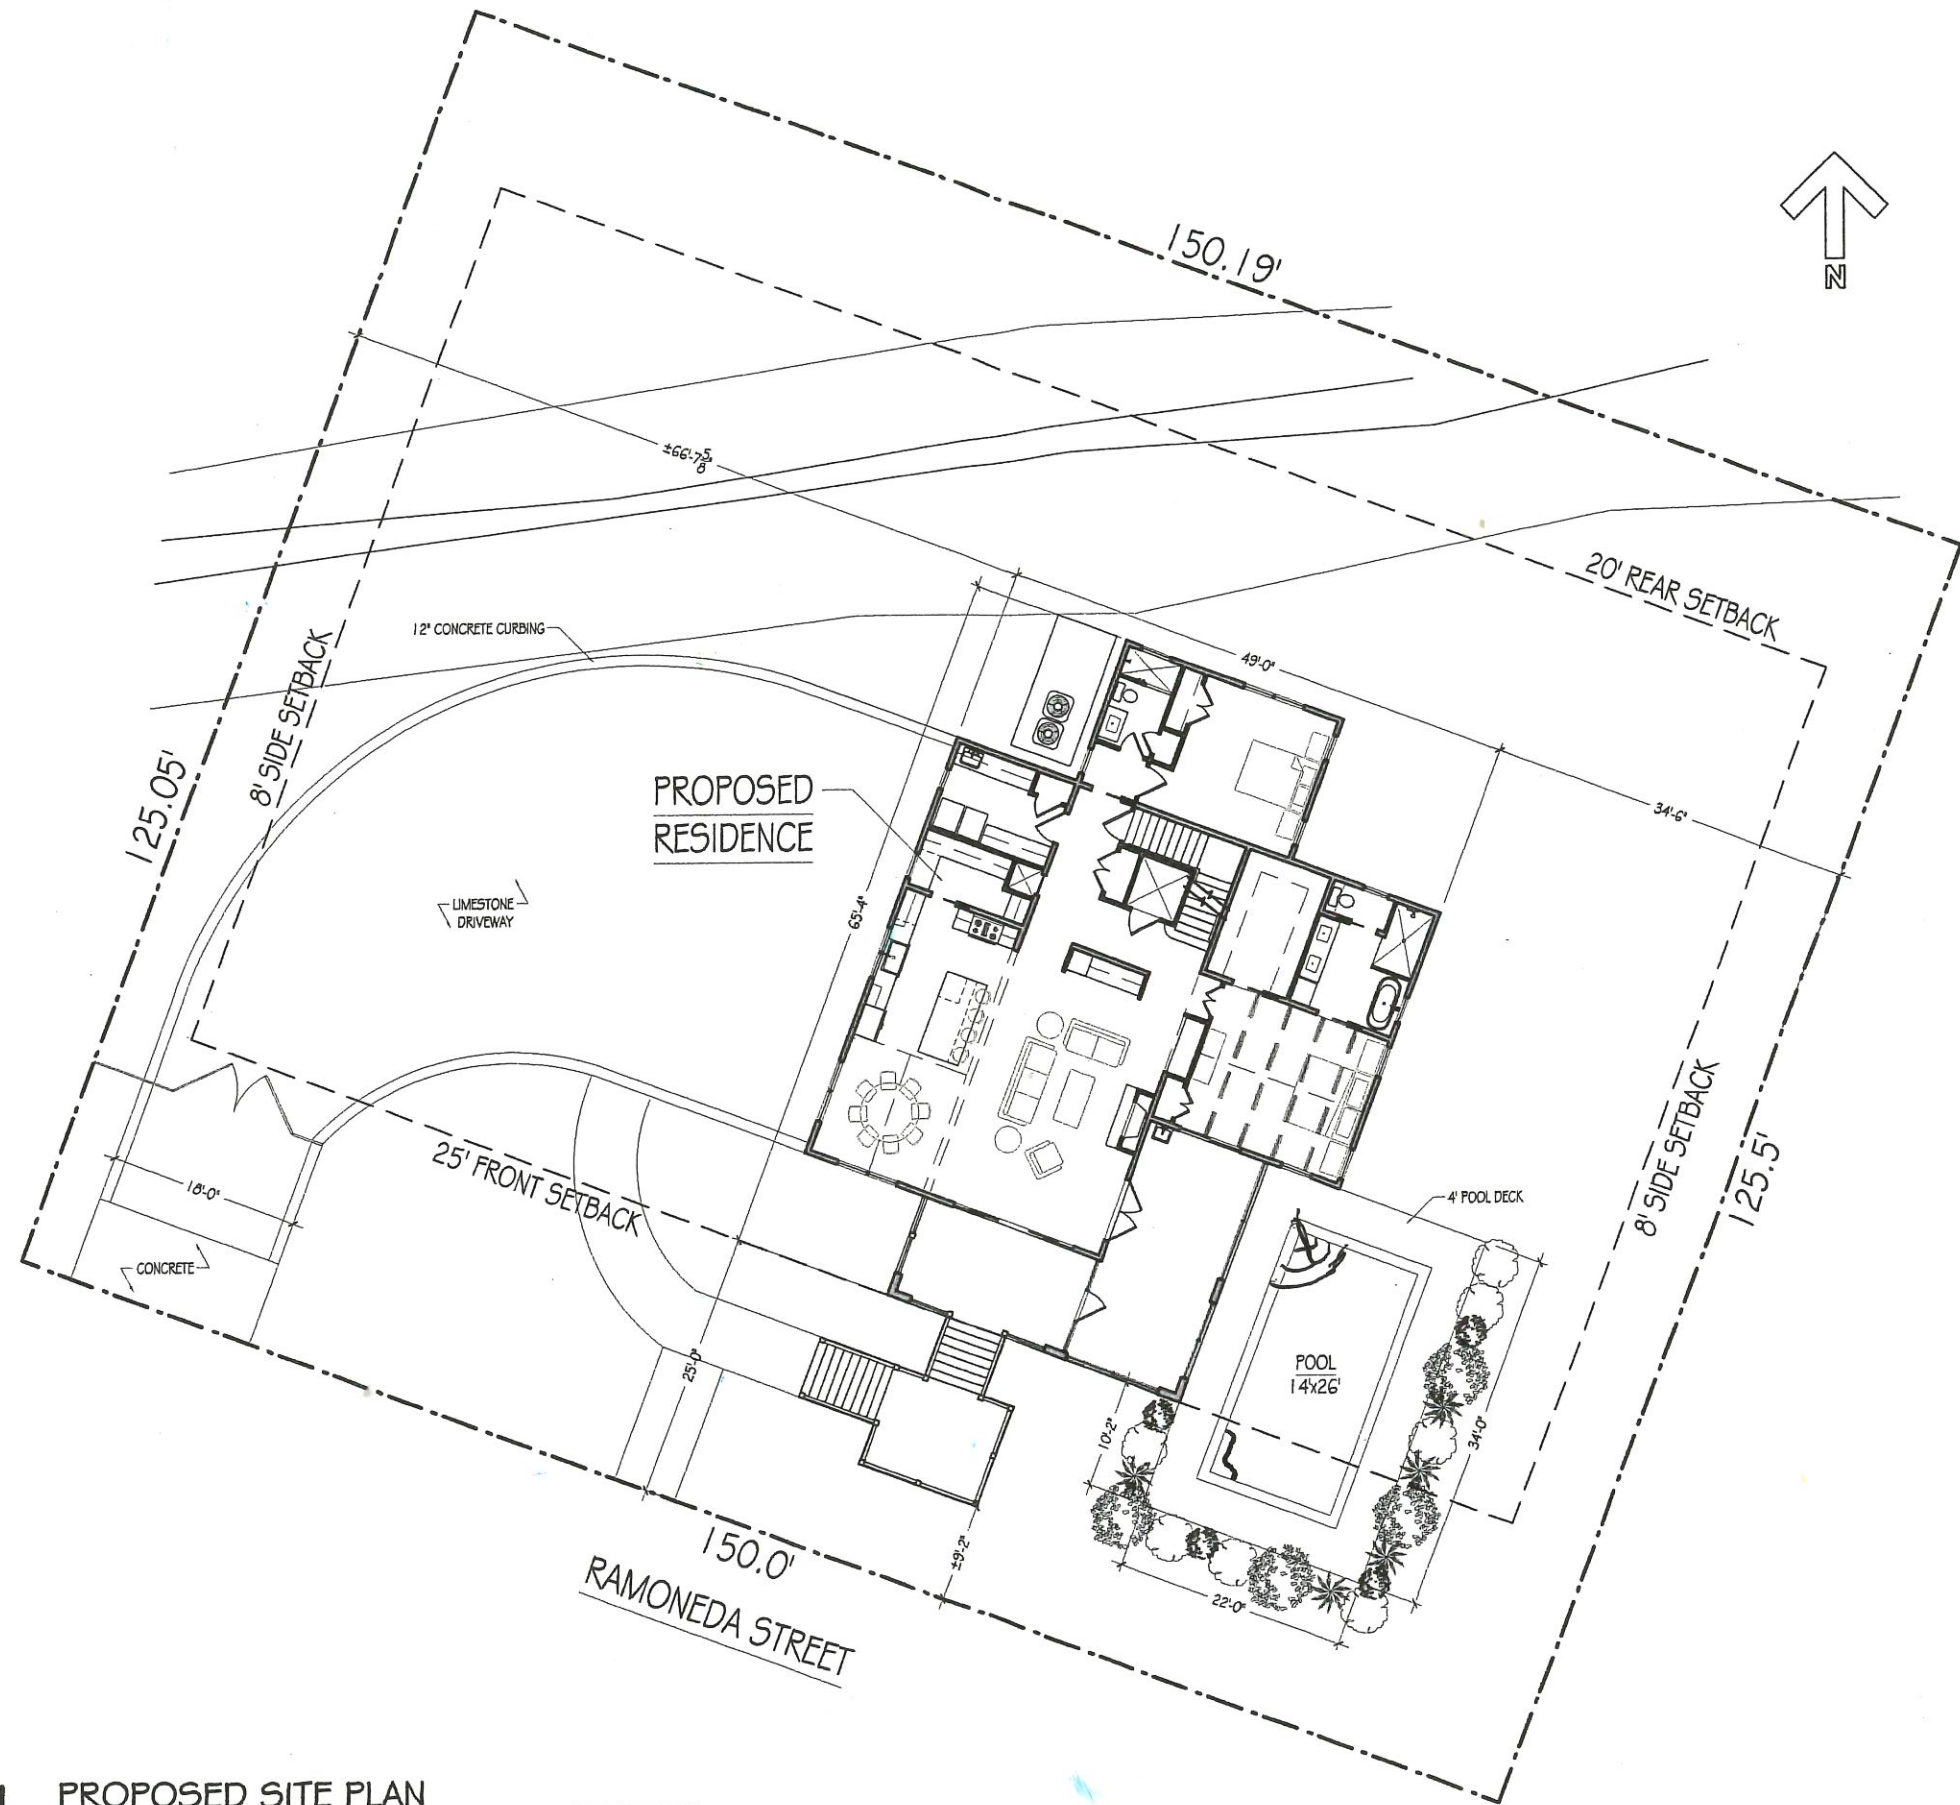 150.19'
N
±66'-7 5/8"
20' REAR SETBACK
12" CONCRETE CURBING
49'-0"
8' SIDE SETBACK
125.05'
PROPOSED
RESIDENCE
34'-6"
LIMESTONE
DRIVEWAY
65'-4"
25' FRONT SETBACK
18'-0"
CONCRETE
4' POOL DECK
8' SIDE SETBACK
125.5'
POOL
14'x26'
25'-0"
10'-2"
34'-0"
±9'-2"
22'-0"
150.0'
RAMONEDA STREET
PROPOSED SITE PLAN